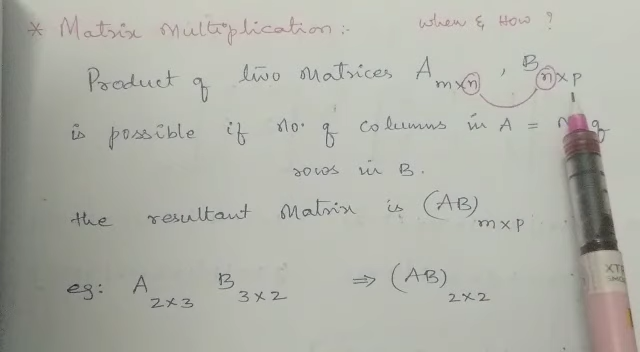 * Matrix Multiplication :- When & How ?
Product of two Matrices A m×n , B n×p
is possible if no. of columns in A = of
rows in B.
the resultant Matrix is (AB) m×p
eg: A 2×3 B 3×2 ⇒ (AB) 2×2
XT